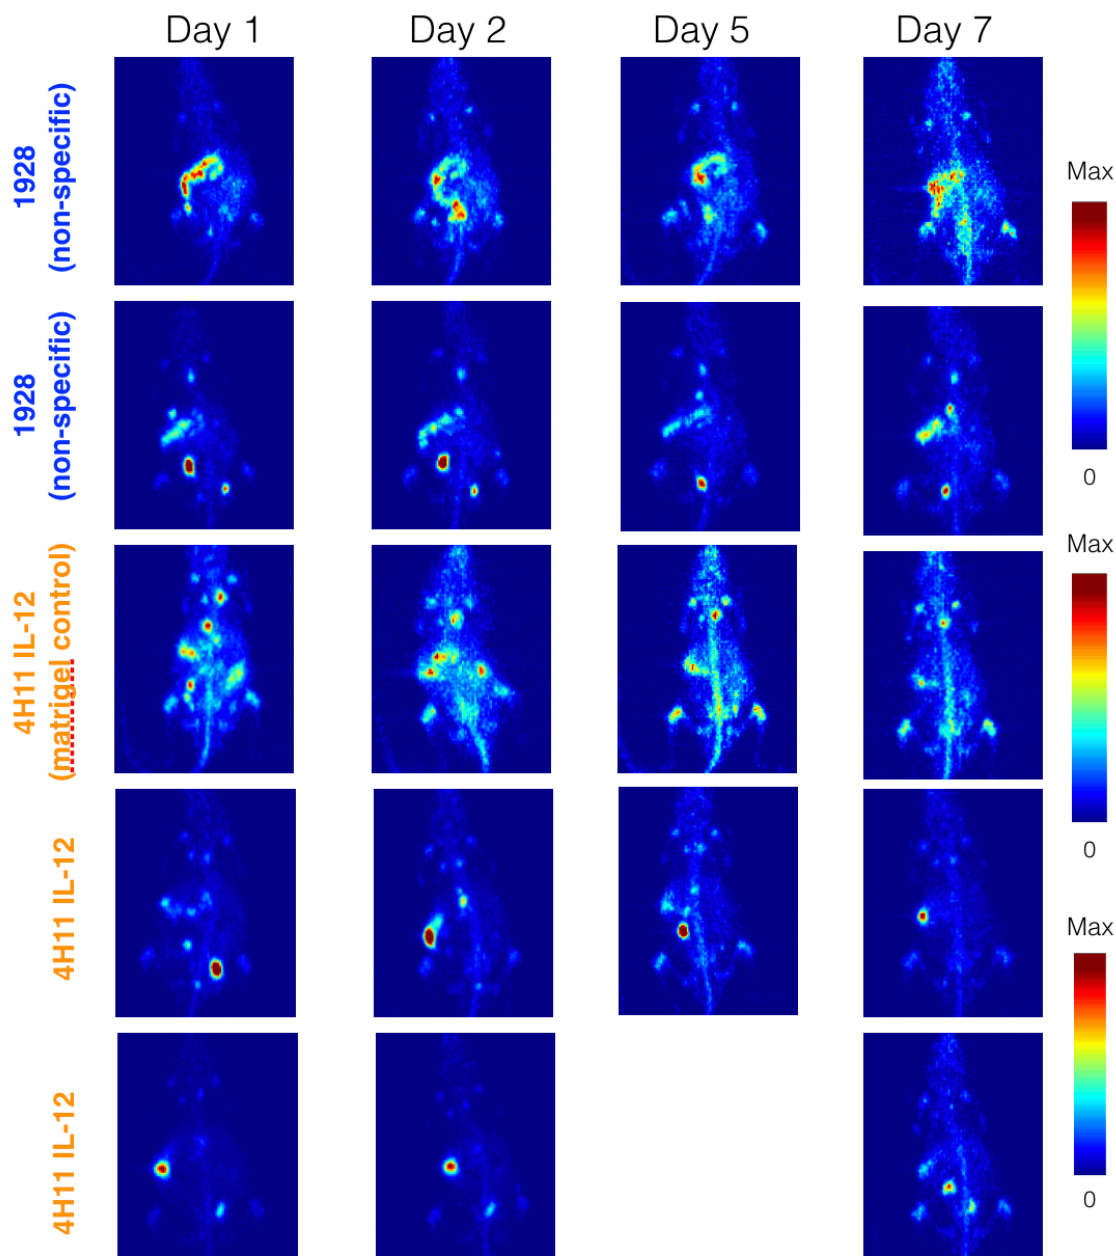 Day 1
Day 2
Day 5
Day 7
1928
(non-specific)
Max
0
1928
(non-specific)
4H11 IL-12
(matrigel control)
Max
0
4H11 IL-12
Max
0
4H11 IL-12